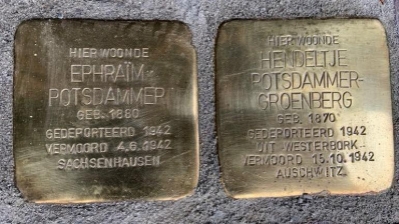 HIER WOONDE
EPHRAÏM
POTSDAMMER
GEB. 1880
GEDEPORTEERD 1942
VERMOORD 4.6.1942
SACHSENHAUSEN
HIER WOONDE
HENDELTJE
POTSDAMMER-
GROENBERG
GEB. 1870
GEDEPORTEERD 1942
UIT WESTERBORK
VERMOORD 15.10.1942
AUSCHWITZ